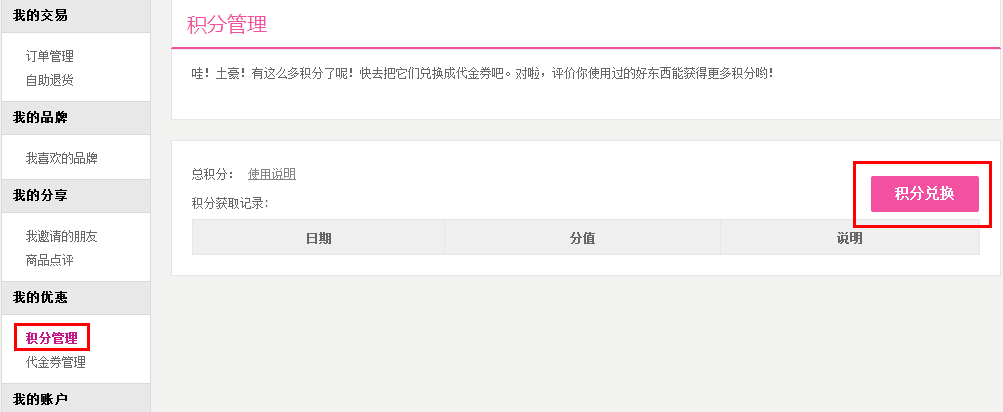 我的交易
订单管理
自助退货
我的品牌
我喜欢的品牌
我的分享
我邀请的朋友
商品点评
我的优惠
积分管理
代金券管理
我的账户
积分管理
哇！土豪！有这么多积分了呢！快去把它们兑换成代金券吧。对啦，评价你使用过的好东西能获得更多积分哟！
总积分： 使用说明
积分兑换
积分获取记录:
日期 分值 说明